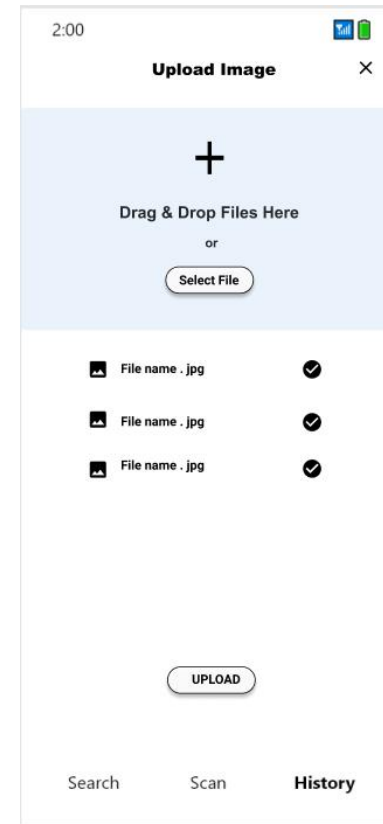 2:00
Upload Image
Drag & Drop Files Here
or
Select File
File name . jpg
File name . jpg
File name . jpg
UPLOAD
Search Scan History